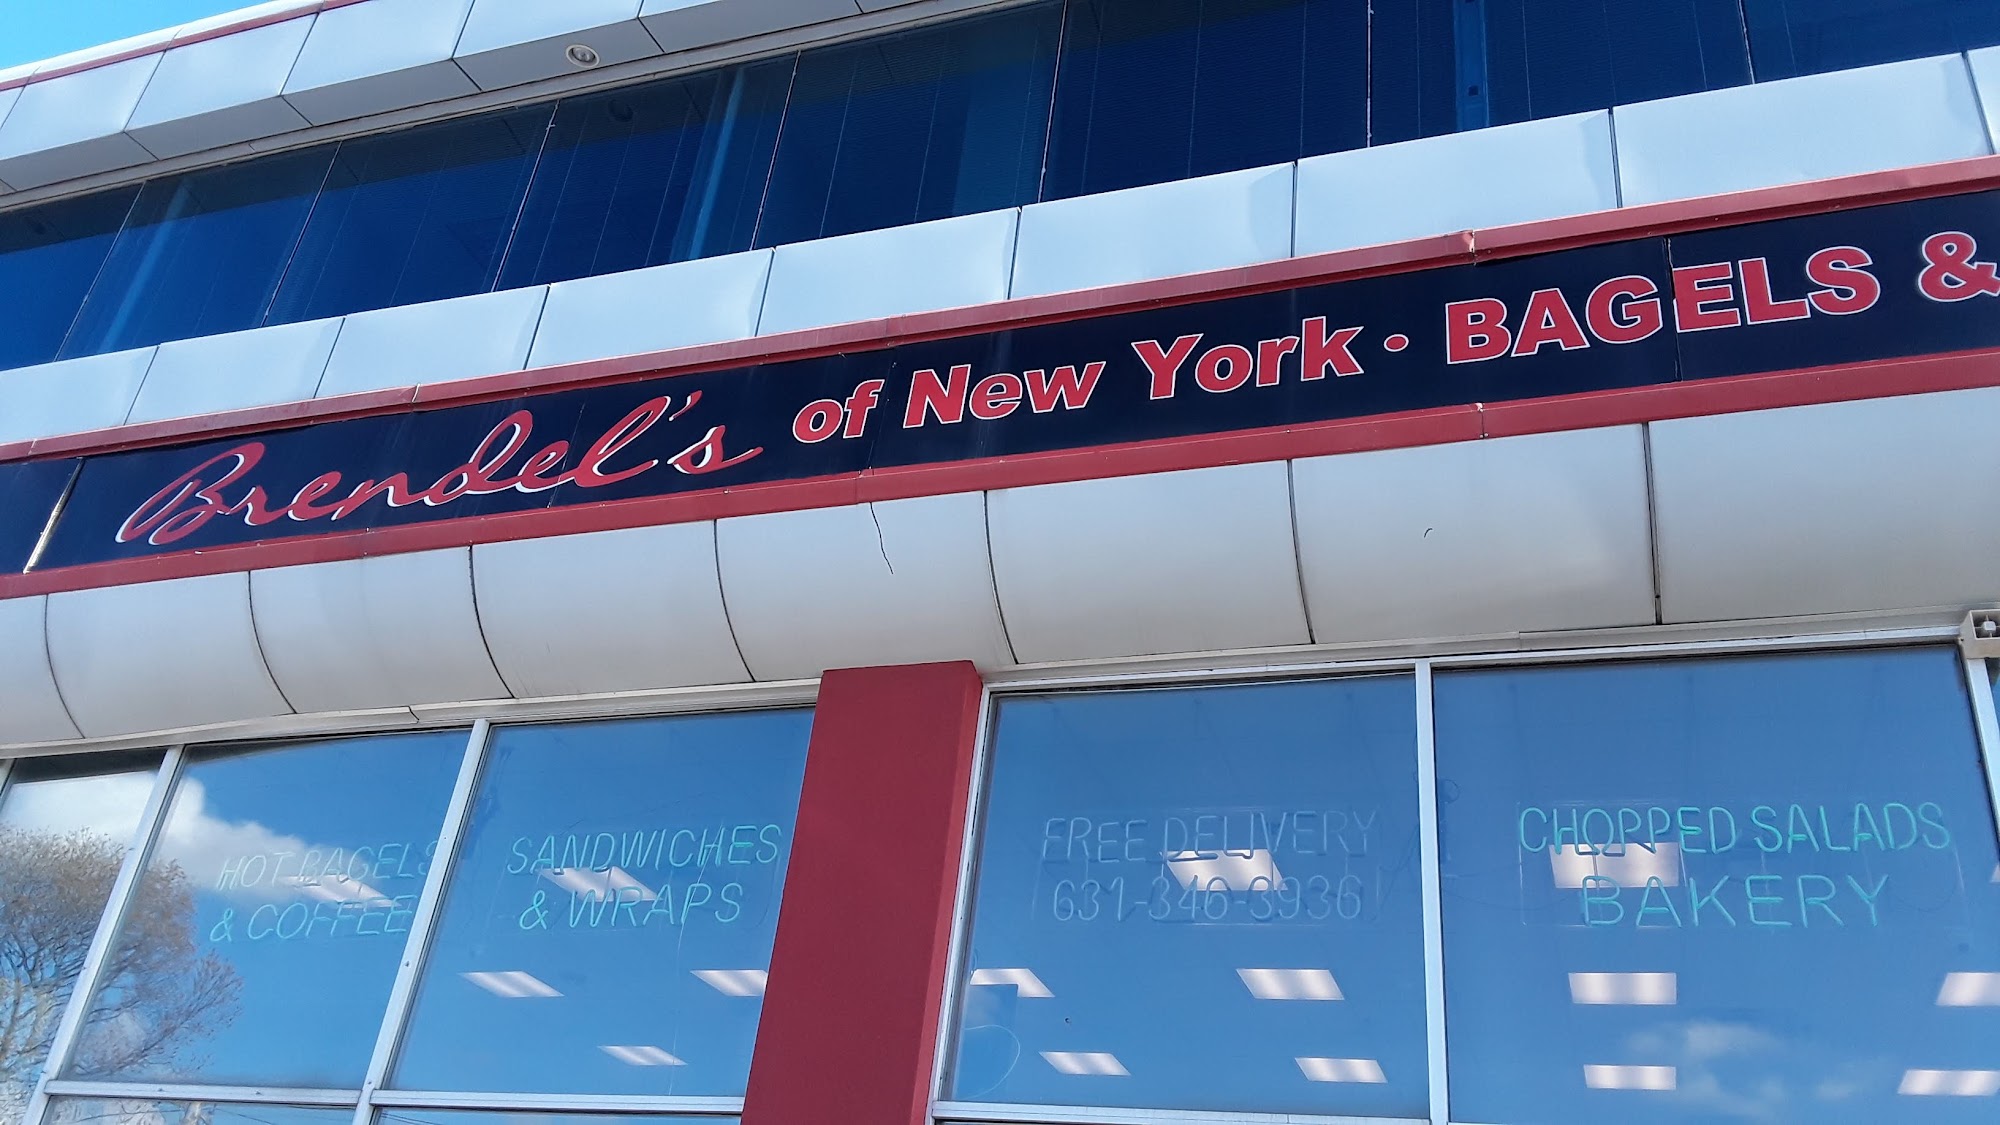 Brendel's of New York • BAGELS &
HOT BAGELS
& COFFEE
SANDWICHES
& WRAPS
FREE DELIVERY
631-346-3936
CHOPPED SALADS
BAKERY